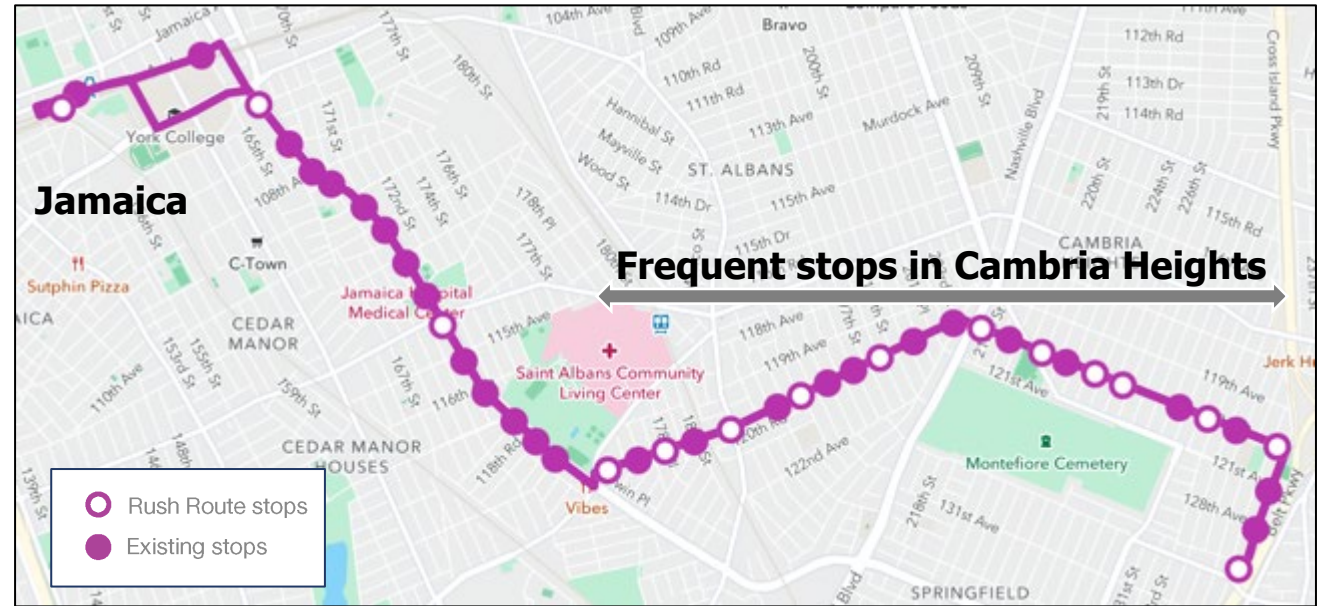 104th Ave
109th Ave
Bravo
111th Ave
112th Rd
113th Dr
114th Rd
Jamaica
177th St
180th St
110th Rd
111th Rd
200th St
209th St
219th St
Cross Island Pkwy
Hannibal St
Mayville St
Wood St
113th Ave
Murdock Ave
Nashville Blvd
York College
171st St
165th St
ST. ALBANS
220th St
224th St
226th St
Jamaica
108th
172nd St
174th St
176th St
178th Pl
177th St
114th Dr
115th Ave
115th Rd
115th Dr
CAMBRIA
C-Town
Frequent stops in Cambria Heights
Sutphin Pizza
Jamaica Hospital
Medical Center
CEDAR
MANOR
115th Ave
118th Ave
119th Ave
Saint Albans Community
Living Center
121st Ave
119th Ave
153rd St
155th St
159th St
167th St
116th
110th Ave
CEDAR MANOR
HOUSES
118th Rd
122nd Ave
Montefiore Cemetery
121st
128th Ave
Belt Pkwy
148th St
139th St
Vibes
218th St
131st Ave
Rush Route stops
Existing stops
Blvd
SPRINGFIELD